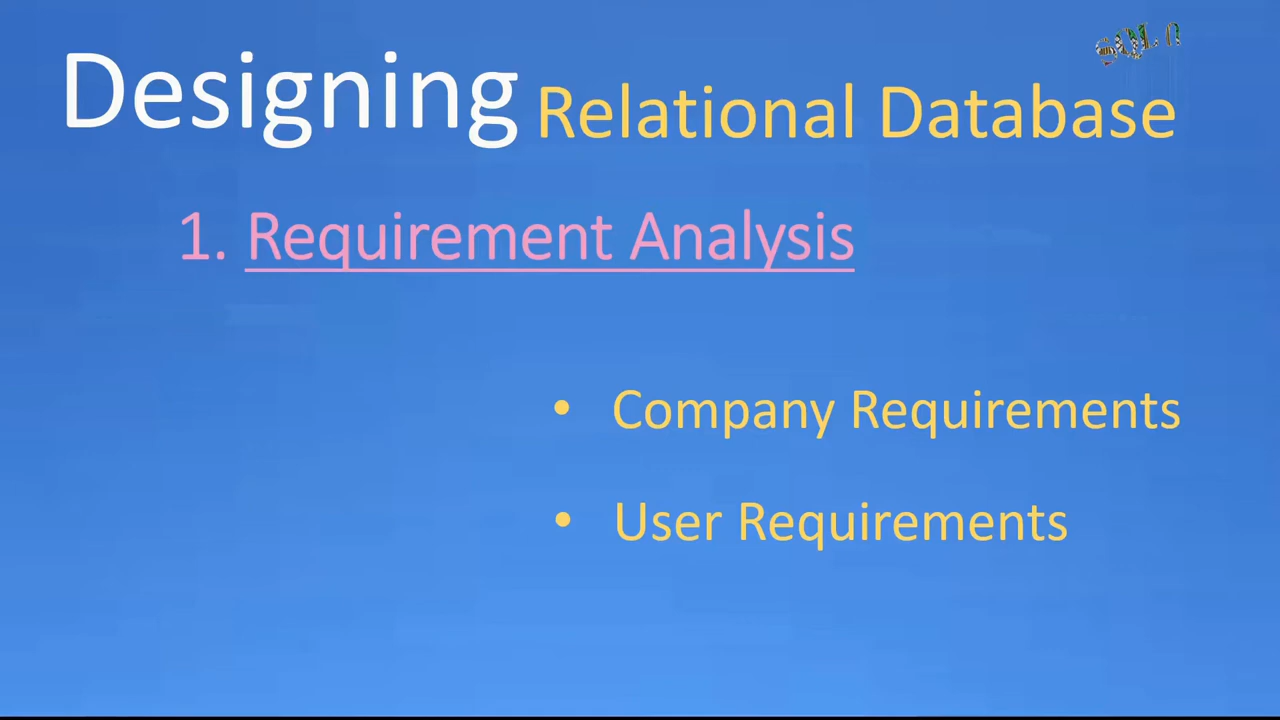 Designing Relational Database
1. Requirement Analysis
• Company Requirements
• User Requirements